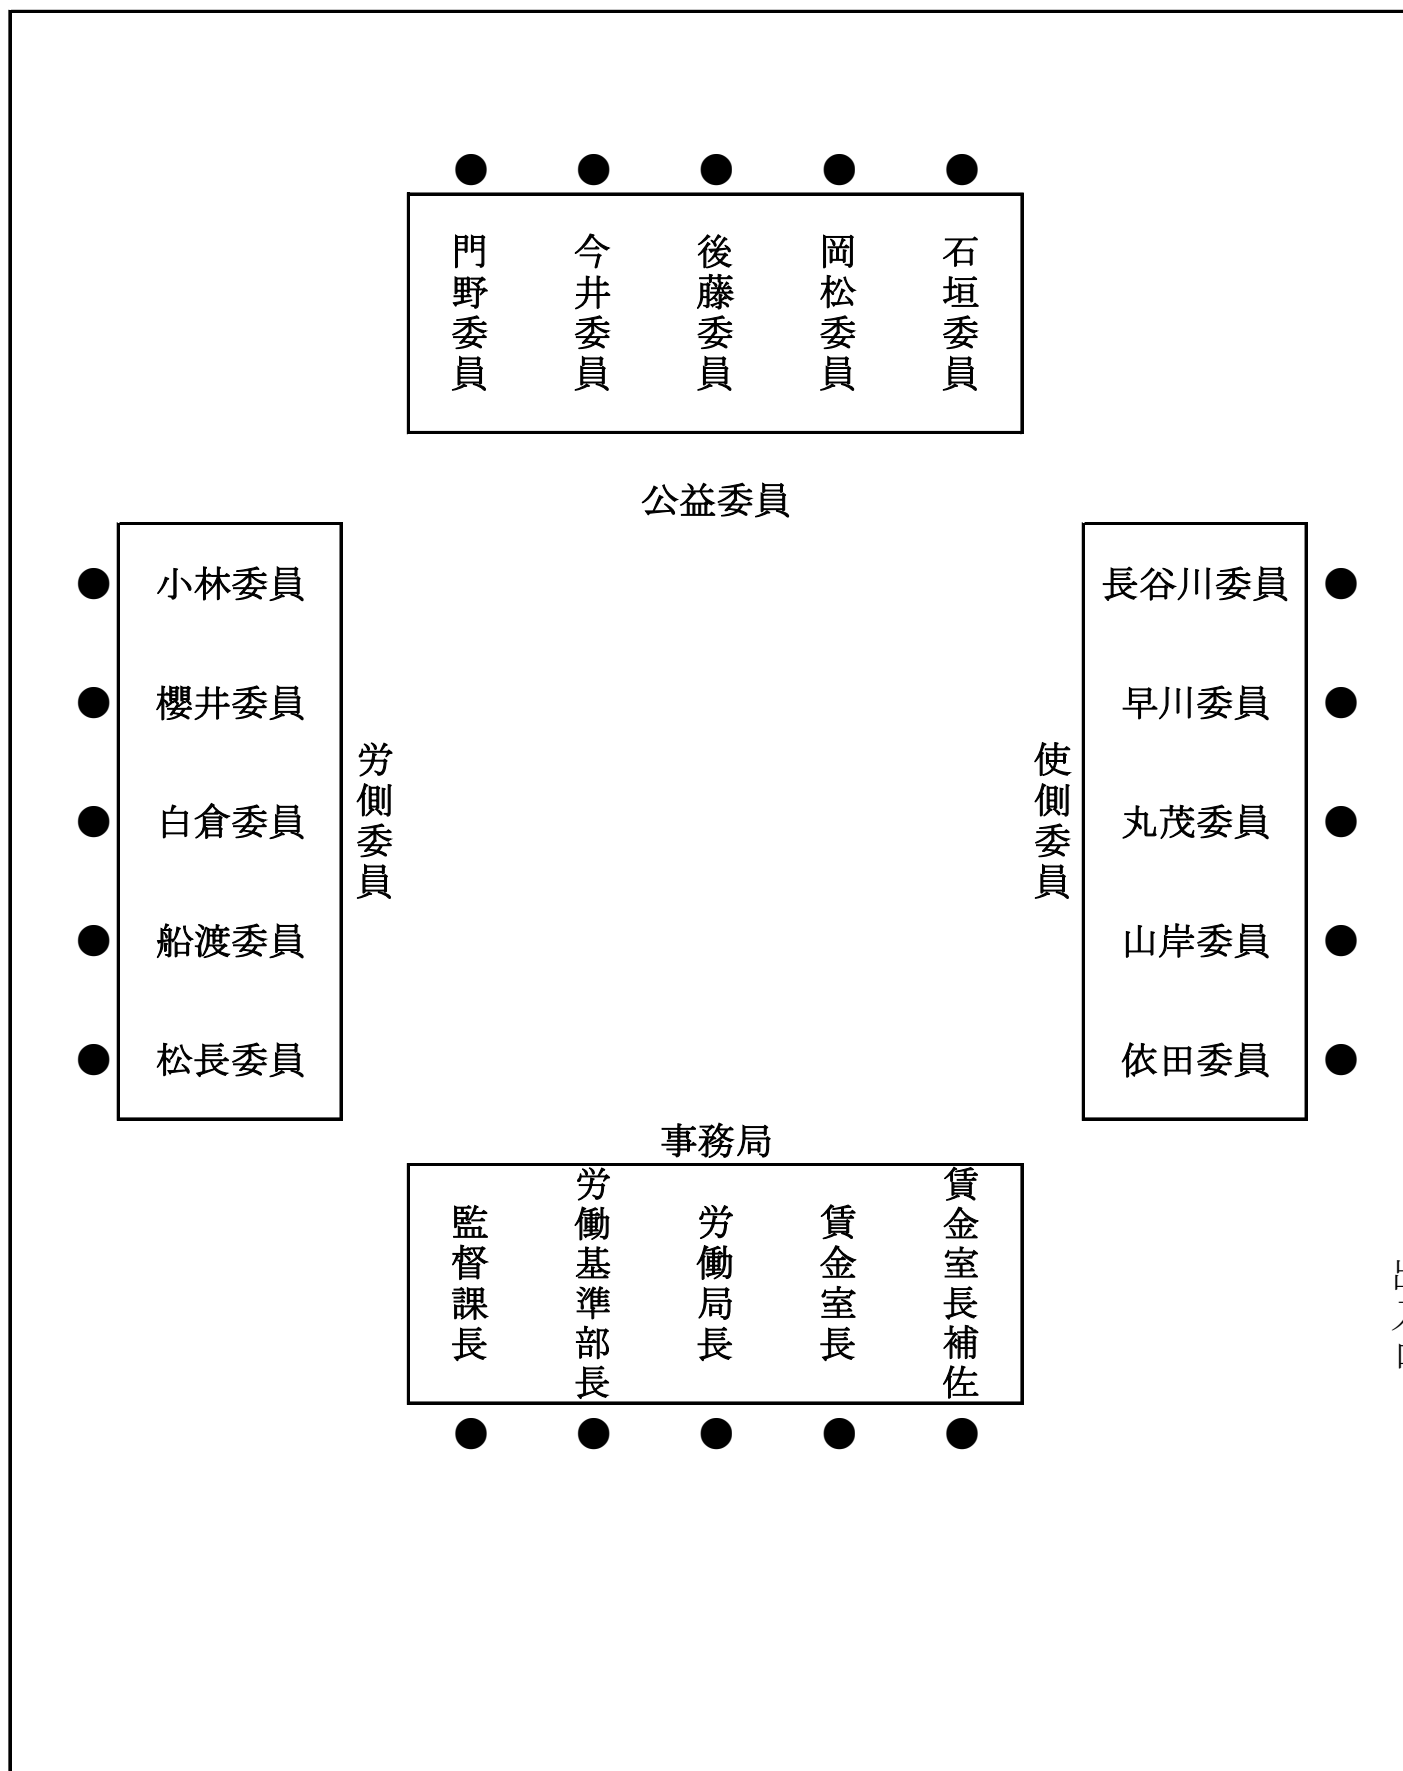 門野委員
今井委員
後藤委員
岡松委員
石垣委員
公益委員
小林委員
櫻井委員
白倉委員
船渡委員
松長委員
労側委員
使側委員
長谷川委員
早川委員
丸茂委員
山岸委員
依田委員
事務局
監督課長
労働基準部長
労働局長
賃金室長
賃金室長補佐